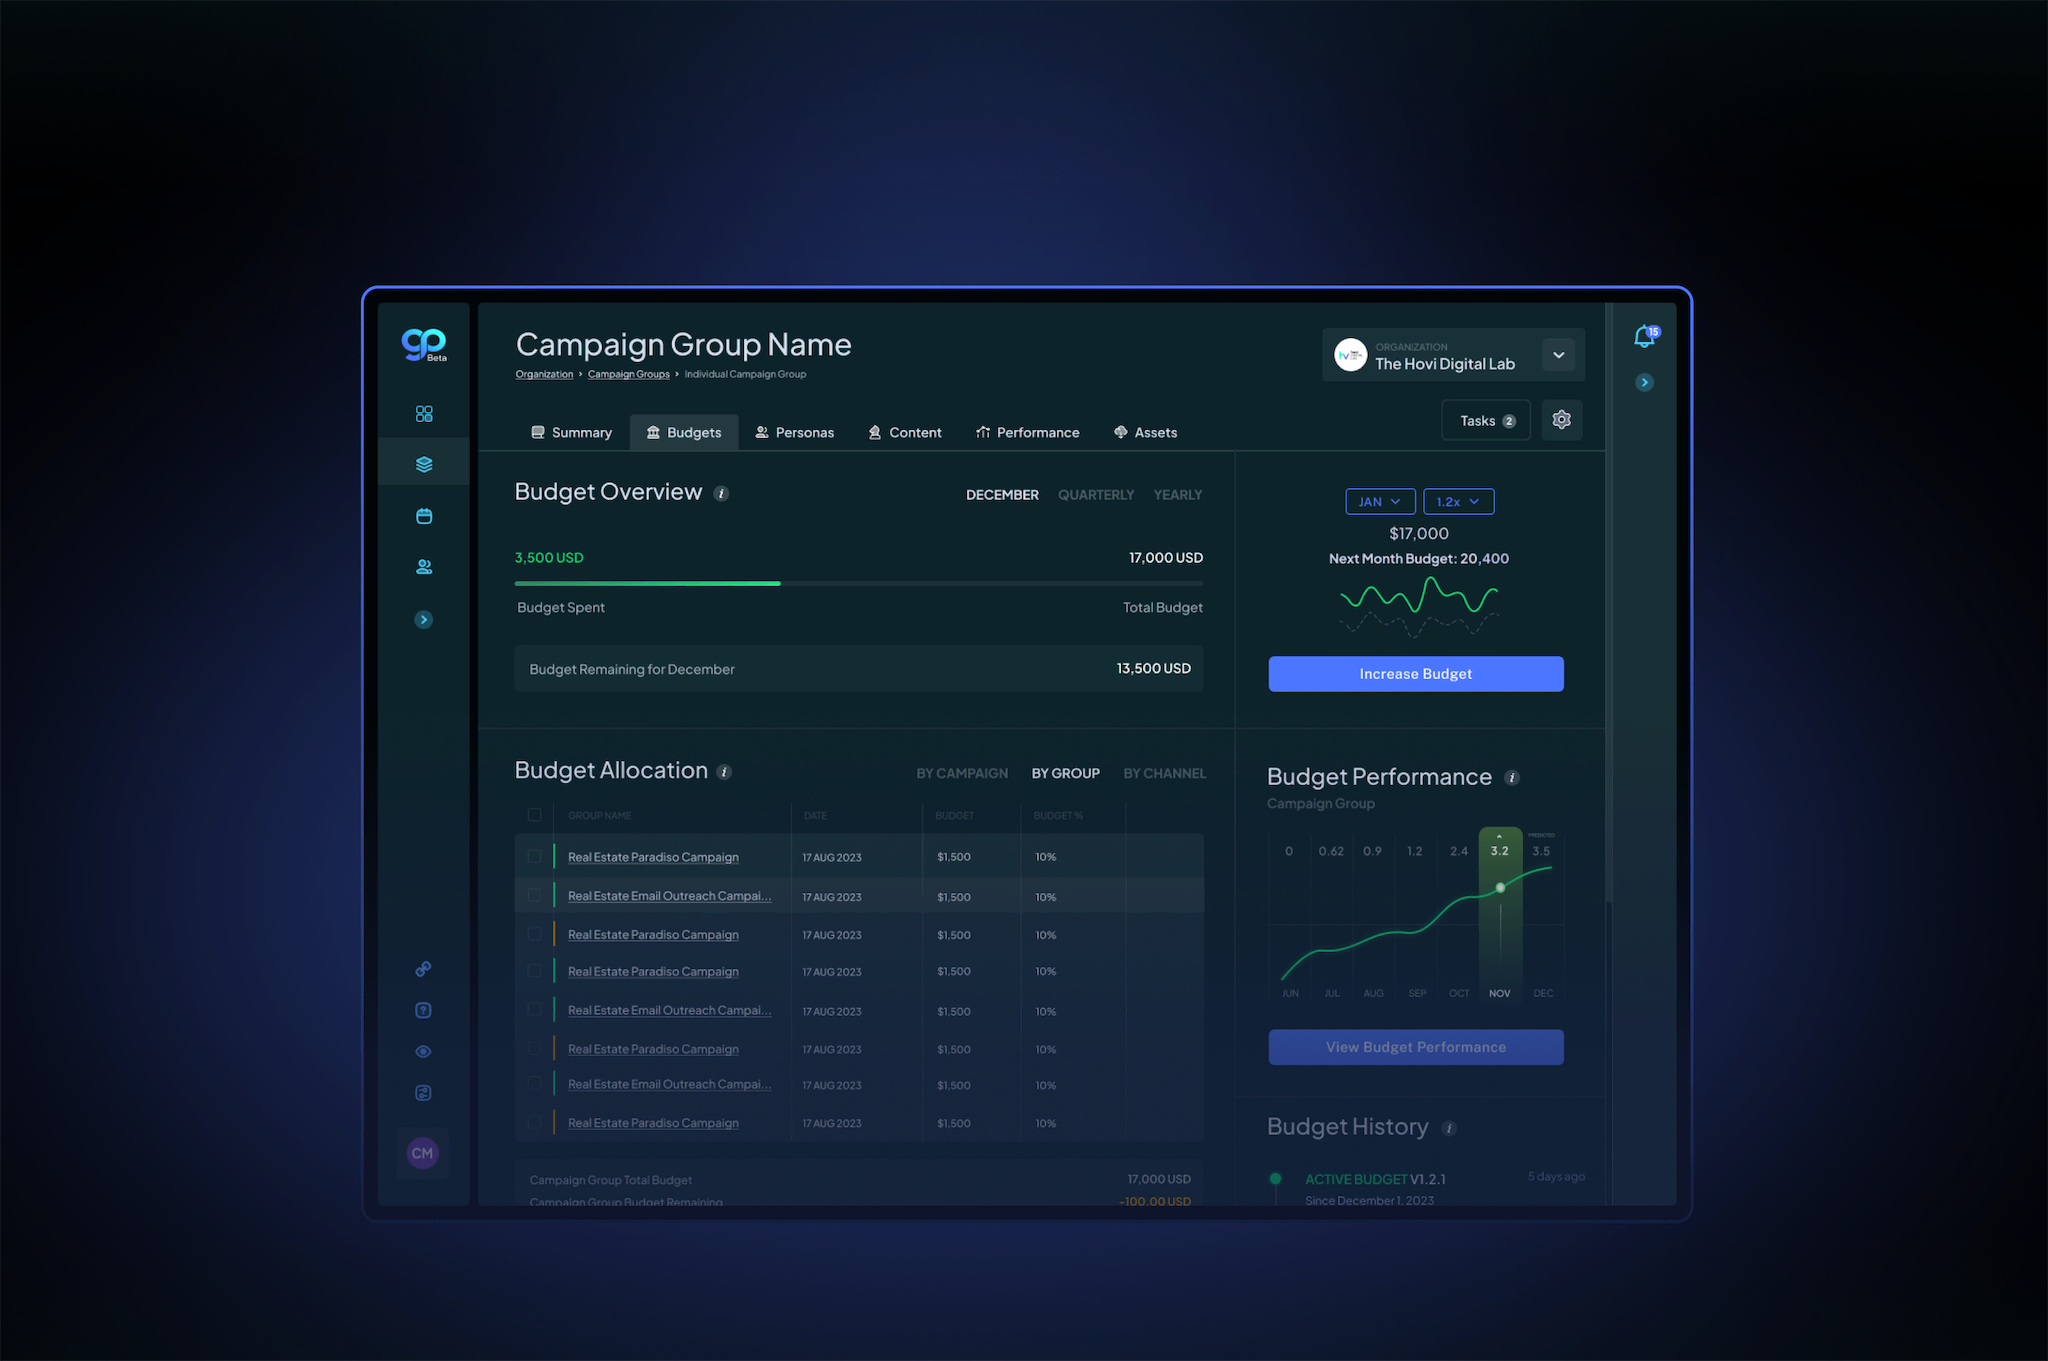 gp
Beta
Campaign Group Name
Organization > Campaign Groups > Individual Campaign Group
ORGANIZATION
The Hovi Digital Lab
15
Summary Budgets Personas Content Performance Assets
Tasks 2
Budget Overview i
DECEMBER QUARTERLY YEARLY
3,500 USD 17,000 USD
Budget Spent Total Budget
Budget Remaining for December 13,500 USD
JAN 1.2x
$17,000
Next Month Budget: 20,400
Increase Budget
Budget Allocation i
BY CAMPAIGN BY GROUP BY CHANNEL
GROUP NAME DATE BUDGET BUDGET %
Real Estate Paradiso Campaign 17 AUG 2023 $1,500 10%
Real Estate Email Outreach Campai... 17 AUG 2023 $1,500 10%
Real Estate Paradiso Campaign 17 AUG 2023 $1,500 10%
Real Estate Paradiso Campaign 17 AUG 2023 $1,500 10%
Real Estate Email Outreach Campai... 17 AUG 2023 $1,500 10%
Real Estate Paradiso Campaign 17 AUG 2023 $1,500 10%
Real Estate Email Outreach Campai... 17 AUG 2023 $1,500 10%
Real Estate Paradiso Campaign 17 AUG 2023 $1,500 10%
Campaign Group Total Budget 17,000 USD
Campaign Group Budget Remaining -100.00 USD
Budget Performance i
Campaign Group
PREDICTED
0 0.62 0.9 1.2 2.4 3.2 3.5
JUN JUL AUG SEP OCT NOV DEC
View Budget Performance
Budget History i
ACTIVE BUDGET V1.2.1 5 days ago
Since December 1, 2023
CM